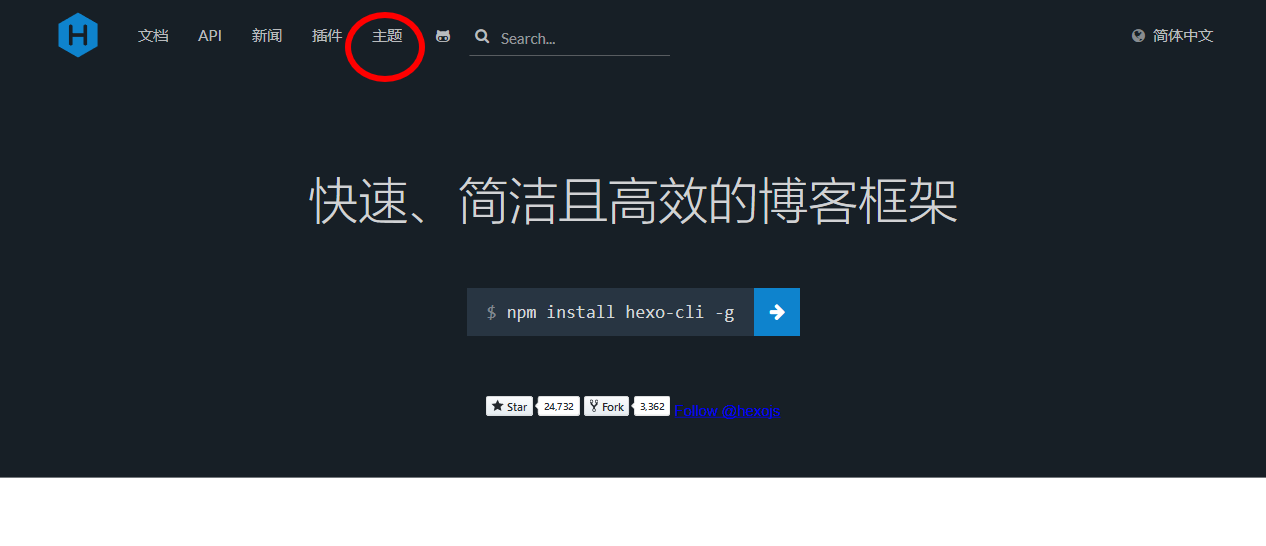 H 文档 API 新闻 插件 主题 Search... 简体中文
快速、简洁且高效的博客框架
$ npm install hexo-cli -g
Star 24,732 Fork 3,362 Follow @hexojs